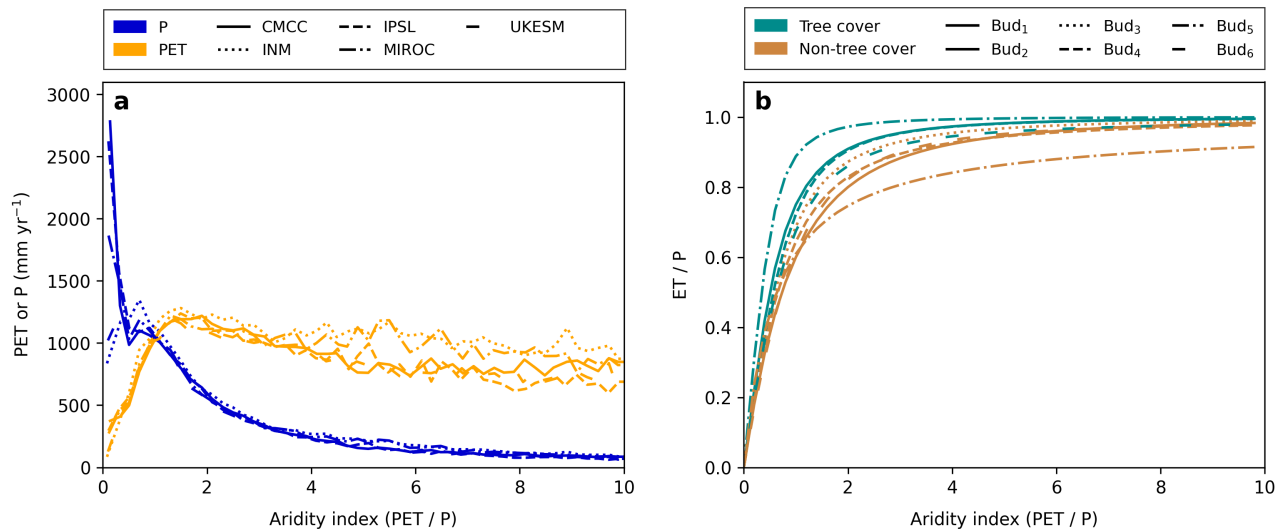 P CMCC IPSL UKESM
PET INM MIROC
a
3000
2500
2000
1500
1000
500
0
PET or P (mm yr⁻¹)
0 2 4 6 8 10
Aridity index (PET / P)
Tree cover Bud₁ Bud₃ Bud₅
Non-tree cover Bud₂ Bud₄ Bud₆
b
1.0
0.8
0.6
0.4
0.2
0.0
ET / P
0 2 4 6 8 10
Aridity index (PET / P)